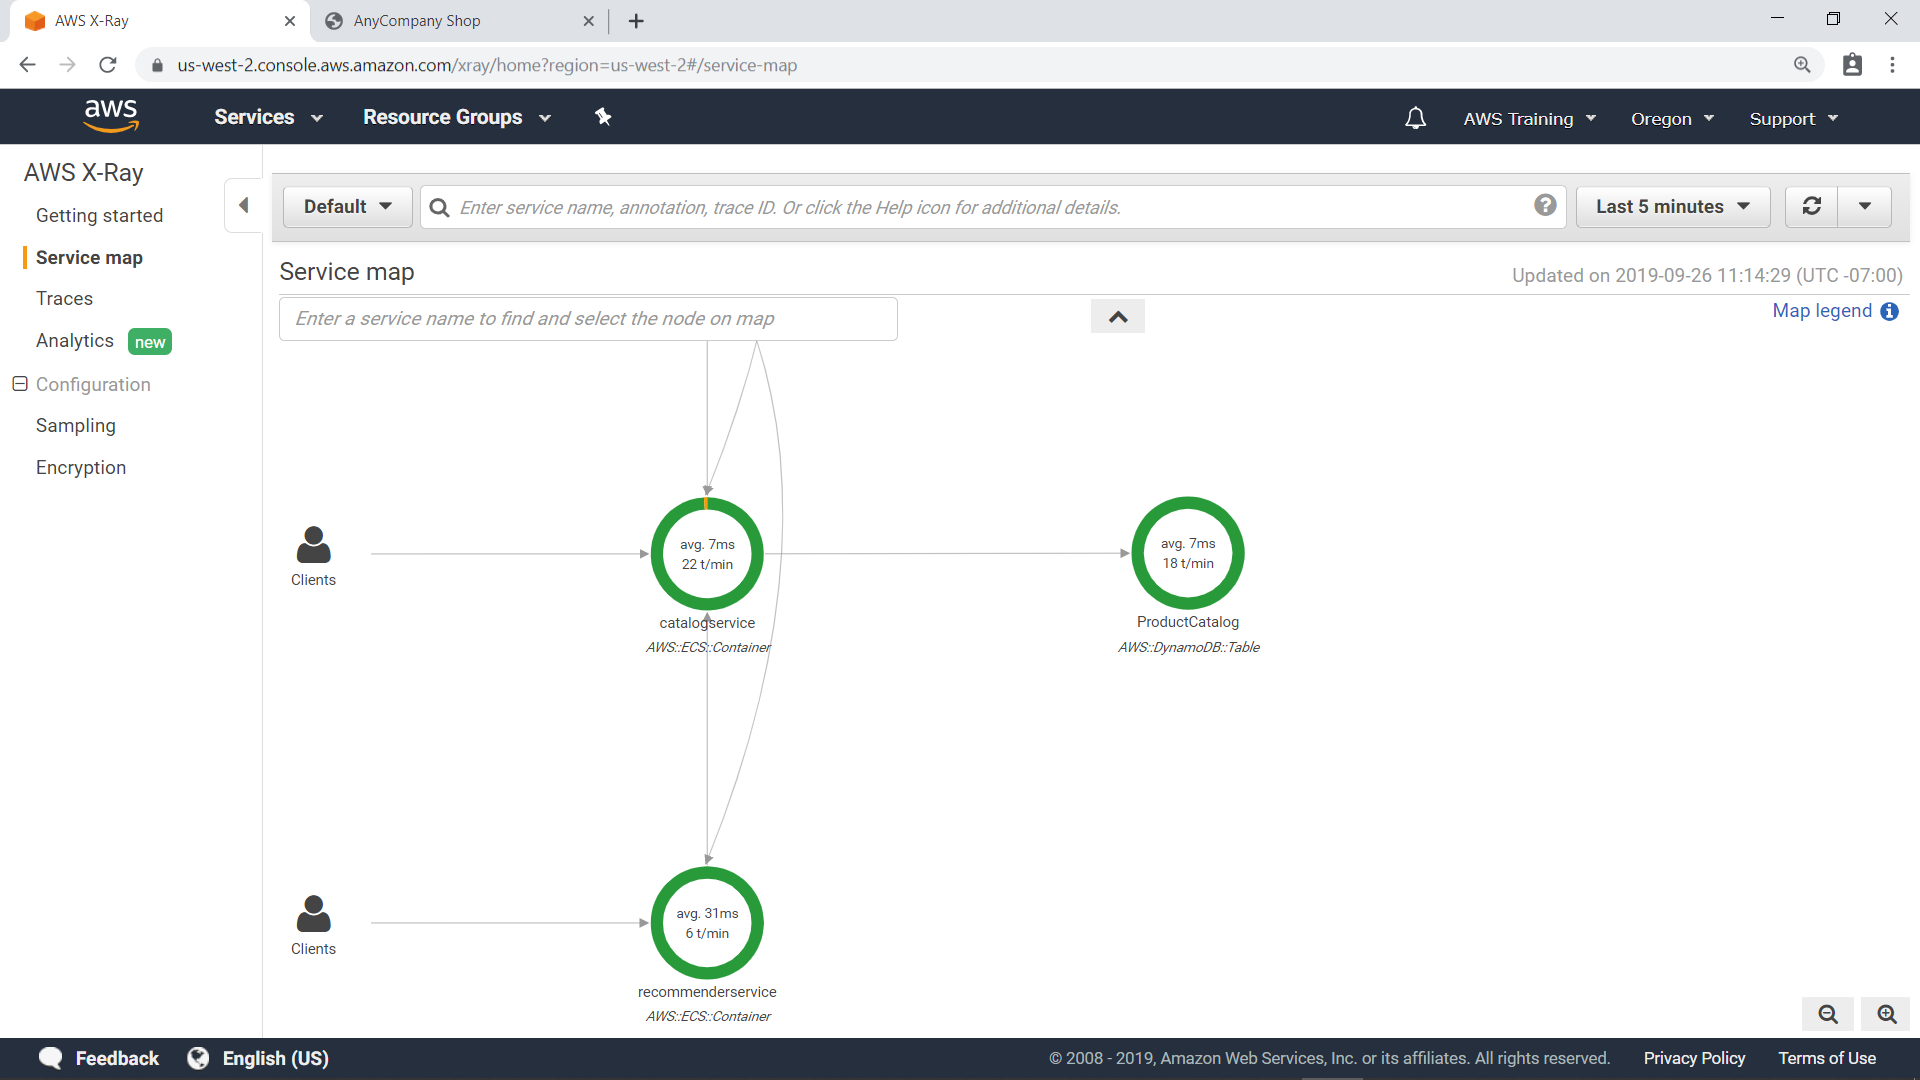 AWS X-Ray
AnyCompany Shop
us-west-2.console.aws.amazon.com/xray/home?region=us-west-2#/service-map
aws
Services
Resource Groups
AWS Training
Oregon
Support
AWS X-Ray
Getting started
Service map
Traces
Analytics new
Configuration
Sampling
Encryption
Default
Enter service name, annotation, trace ID. Or click the Help icon for additional details.
Last 5 minutes
Service map
Updated on 2019-09-26 11:14:29 (UTC -07:00)
Enter a service name to find and select the node on map
Map legend
Clients
avg. 7ms
22 t/min
catalogservice
AWS::ECS::Container
avg. 7ms
18 t/min
ProductCatalog
AWS::DynamoDB::Table
Clients
avg. 31ms
6 t/min
recommenderservice
AWS::ECS::Container
Feedback
English (US)
© 2008 - 2019, Amazon Web Services, Inc. or its affiliates. All rights reserved.
Privacy Policy
Terms of Use